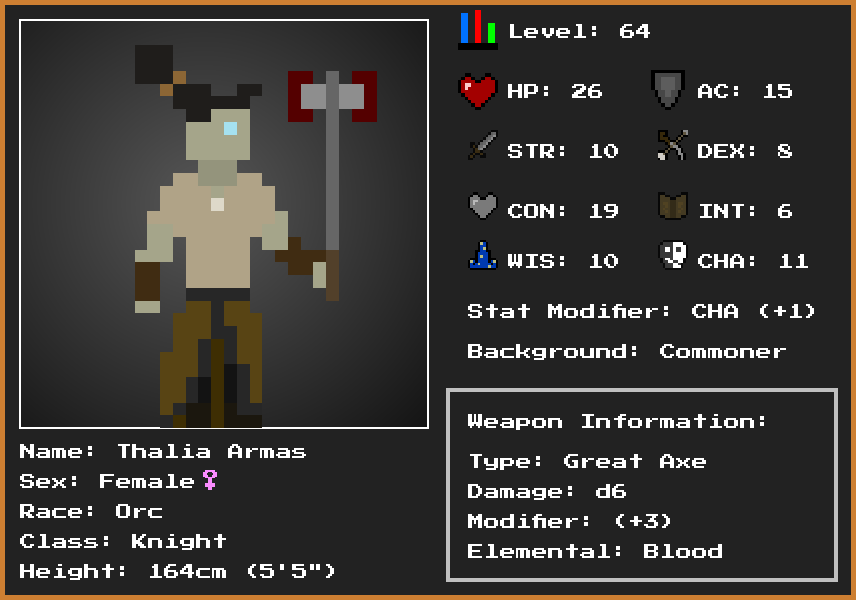 Level: 64
HP: 26 AC: 15
STR: 10 DEX: 8
CON: 19 INT: 6
WIS: 10 CHA: 11
Stat Modifier: CHA (+1)
Background: Commoner
Weapon Information:
Type: Great Axe
Damage: d6
Modifier: (+3)
Elemental: Blood
Name: Thalia Armas
Sex: Female♀
Race: Orc
Class: Knight
Height: 164cm (5'5")